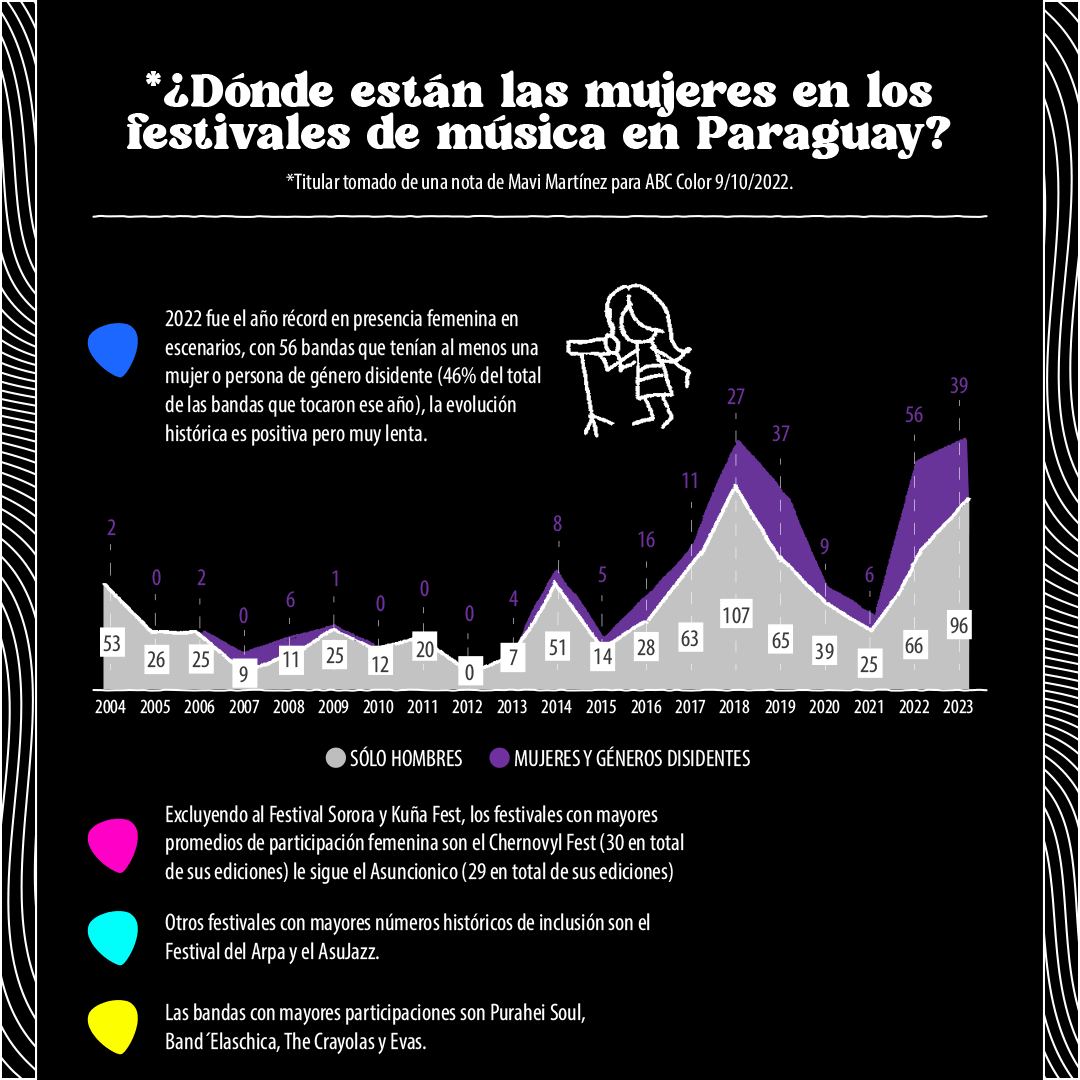 *¿Dónde están las mujeres en los
festivales de música en Paraguay?
*Titular tomado de una nota de Mavi Martínez para ABC Color 9/10/2022.
2022 fue el año récord en presencia femenina en
escenarios, con 56 bandas que tenían al menos una
mujer o persona de género disidente (46% del total
de las bandas que tocaron ese año), la evolución
histórica es positiva pero muy lenta.
2 0 2 0 6 1 0 0 0 4 8 5 16 11 27 37 9 6 56 39
53 26 25 9 11 25 12 20 0 7 51 14 28 63 107 65 39 25 66 96
2004 2005 2006 2007 2008 2009 2010 2011 2012 2013 2014 2015 2016 2017 2018 2019 2020 2021 2022 2023
SÓLO HOMBRES MUJERES Y GÉNEROS DISIDENTES
Excluyendo al Festival Sorora y Kuña Fest, los festivales con mayores
promedios de participación femenina son el Chernovyl Fest (30 en total
de sus ediciones) le sigue el Asuncionico (29 en total de sus ediciones)
Otros festivales con mayores números históricos de inclusión son el
Festival del Arpa y el AsuJazz.
Las bandas con mayores participaciones son Purahei Soul,
Band´Elaschica, The Crayolas y Evas.